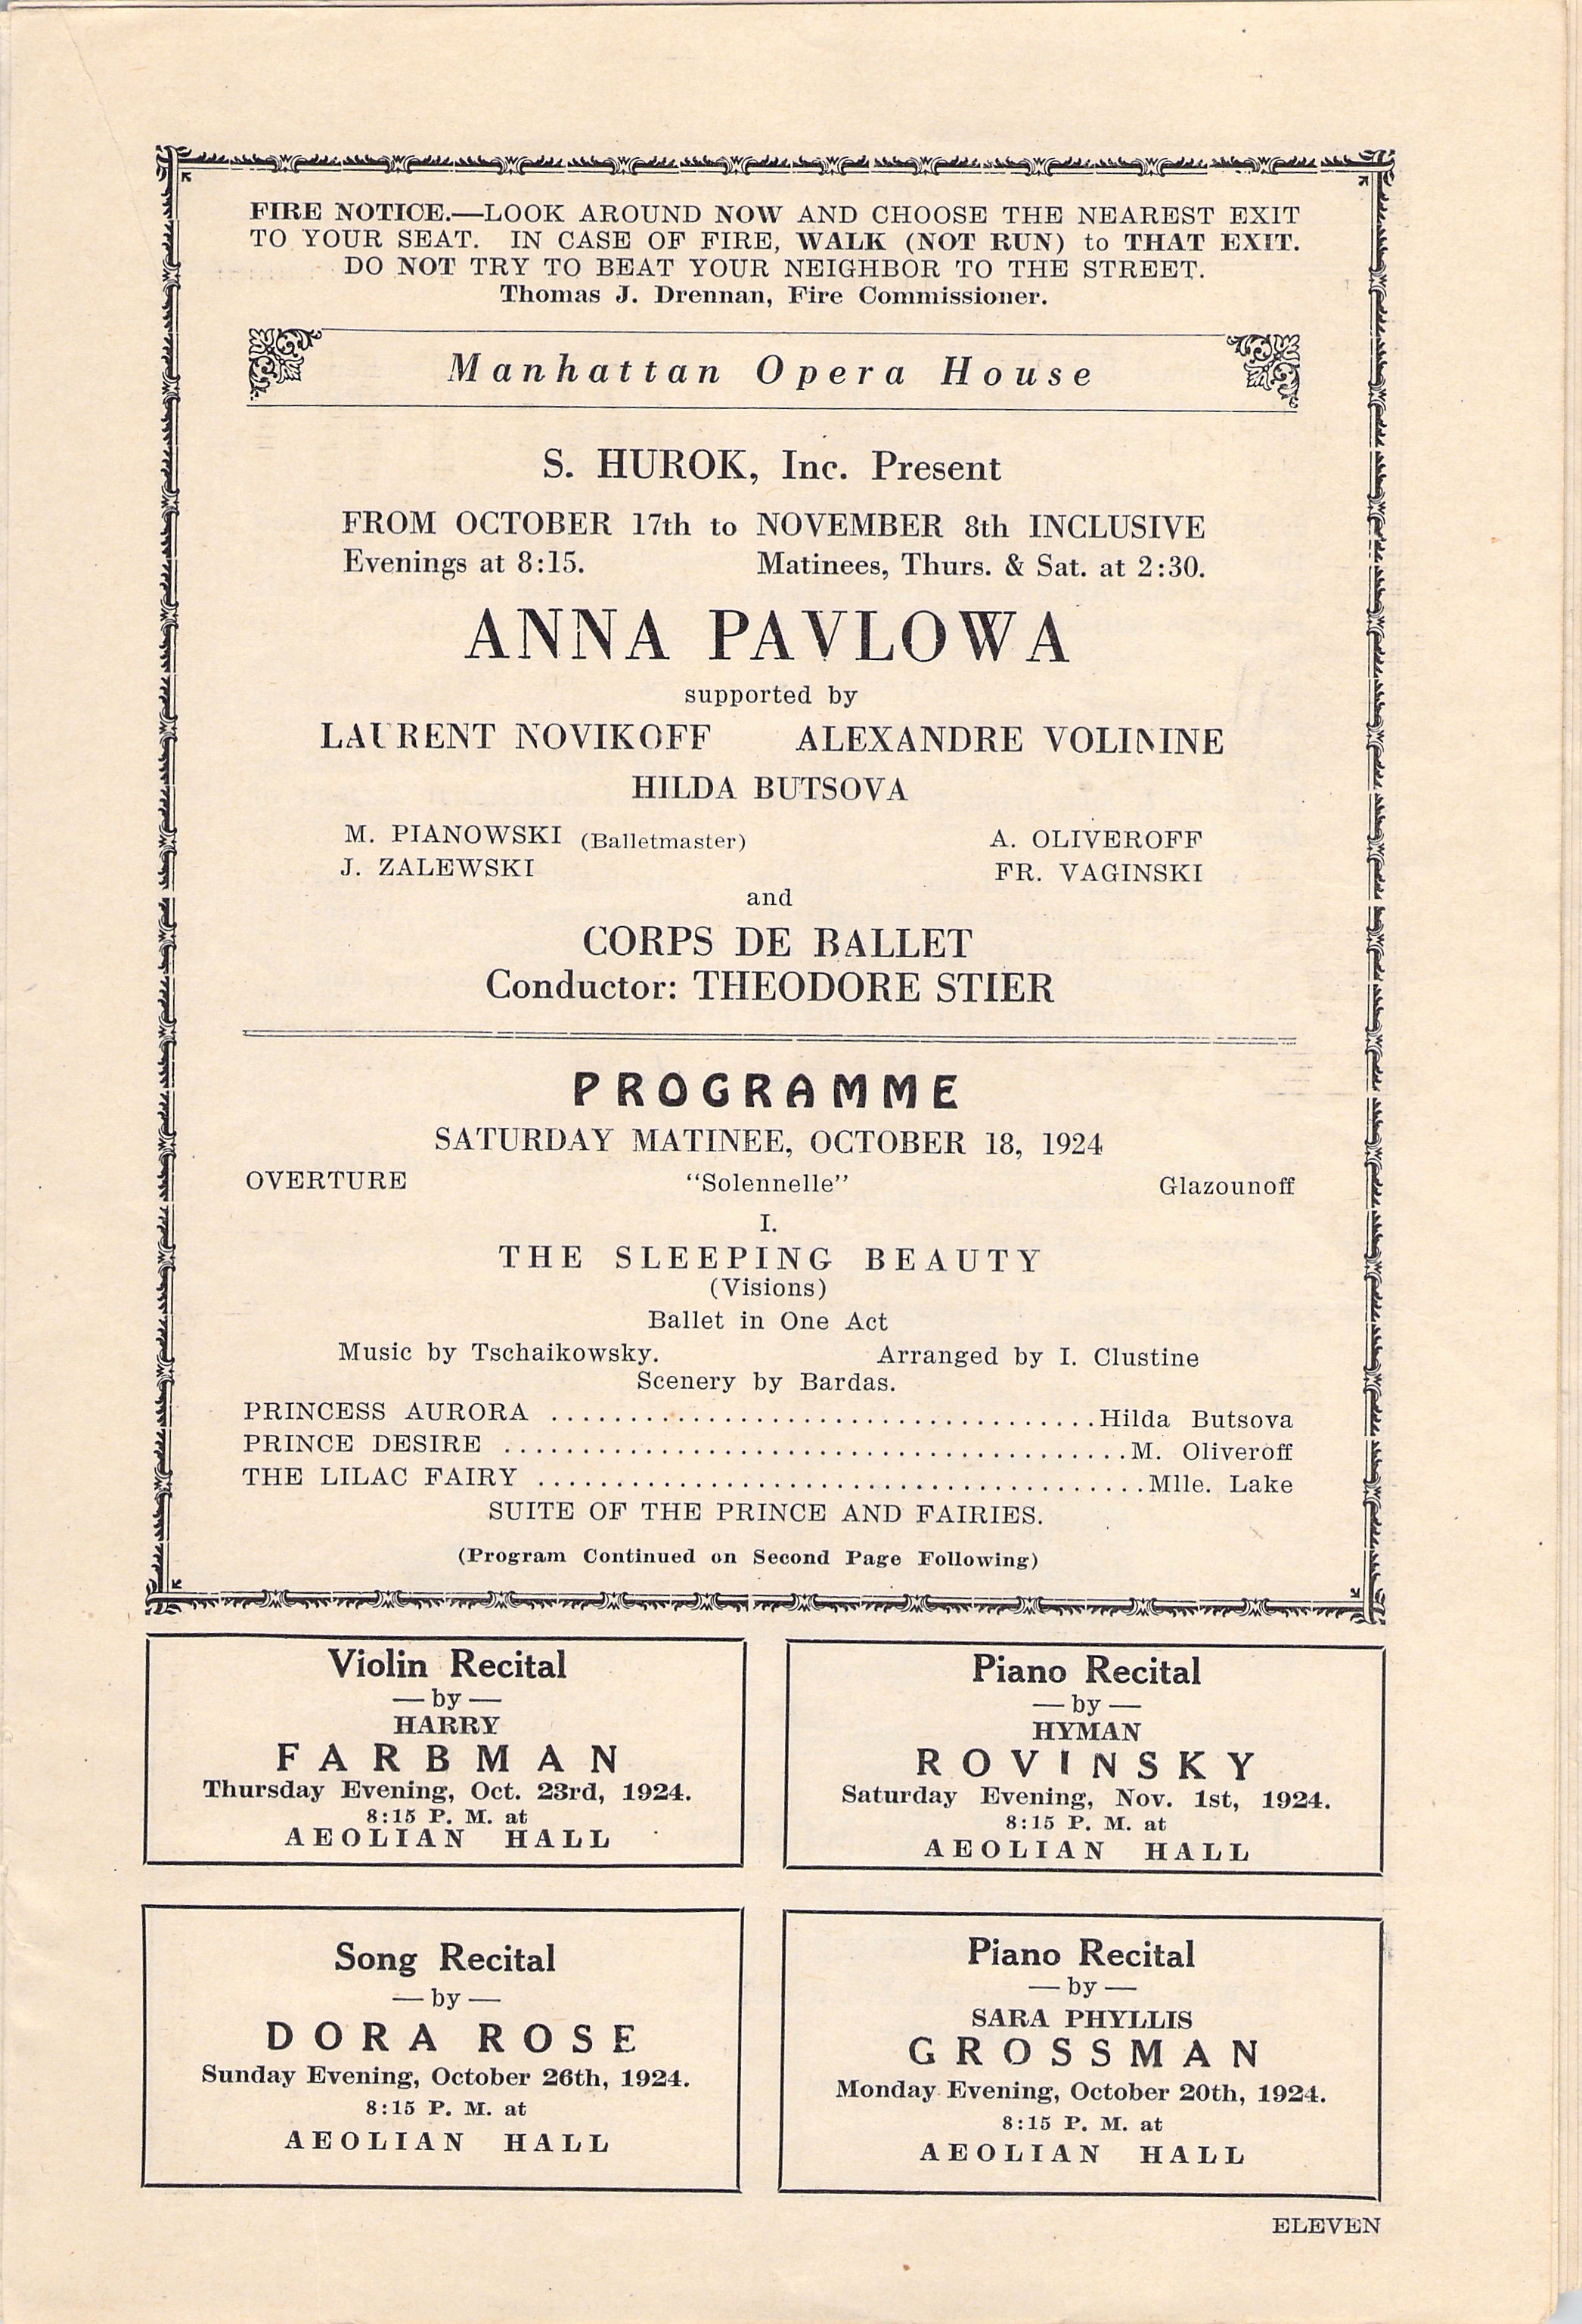 FIRE NOTICE.—LOOK AROUND NOW AND CHOOSE THE NEAREST EXIT
TO YOUR SEAT. IN CASE OF FIRE, WALK (NOT RUN) to THAT EXIT.
DO NOT TRY TO BEAT YOUR NEIGHBOR TO THE STREET.
Thomas J. Drennan, Fire Commissioner.
Manhattan Opera House
S. HUROK, Inc. Present
FROM OCTOBER 17th to NOVEMBER 8th INCLUSIVE
Evenings at 8:15. Matinees, Thurs. & Sat. at 2:30.
ANNA PAVLOWA
supported by
LAURENT NOVIKOFF ALEXANDRE VOLININE
HILDA BUTSOVA
M. PIANOWSKI (Balletmaster) A. OLIVEROFF
J. ZALEWSKI FR. VAGINSKI
and
CORPS DE BALLET
Conductor: THEODORE STIER
PROGRAMME
SATURDAY MATINEE, OCTOBER 18, 1924
OVERTURE "Solennelle" Glazounoff
I.
THE SLEEPING BEAUTY
(Visions)
Ballet in One Act
Music by Tschaikowsky. Arranged by I. Clustine
Scenery by Bardas.
PRINCESS AURORA ....................................Hilda Butsova
PRINCE DESIRE .........................................M. Oliveroff
THE LILAC FAIRY ........................................Mlle. Lake
SUITE OF THE PRINCE AND FAIRIES.
(Program Continued on Second Page Following)
Violin Recital
— by —
HARRY
FARBMAN
Thursday Evening, Oct. 23rd, 1924.
8:15 P. M. at
AEOLIAN HALL
Piano Recital
— by —
HYMAN
ROVINSKY
Saturday Evening, Nov. 1st, 1924.
8:15 P. M. at
AEOLIAN HALL
Song Recital
— by —
DORA ROSE
Sunday Evening, October 26th, 1924.
8:15 P. M. at
AEOLIAN HALL
Piano Recital
— by —
SARA PHYLLIS
GROSSMAN
Monday Evening, October 20th, 1924.
8:15 P. M. at
AEOLIAN HALL
ELEVEN